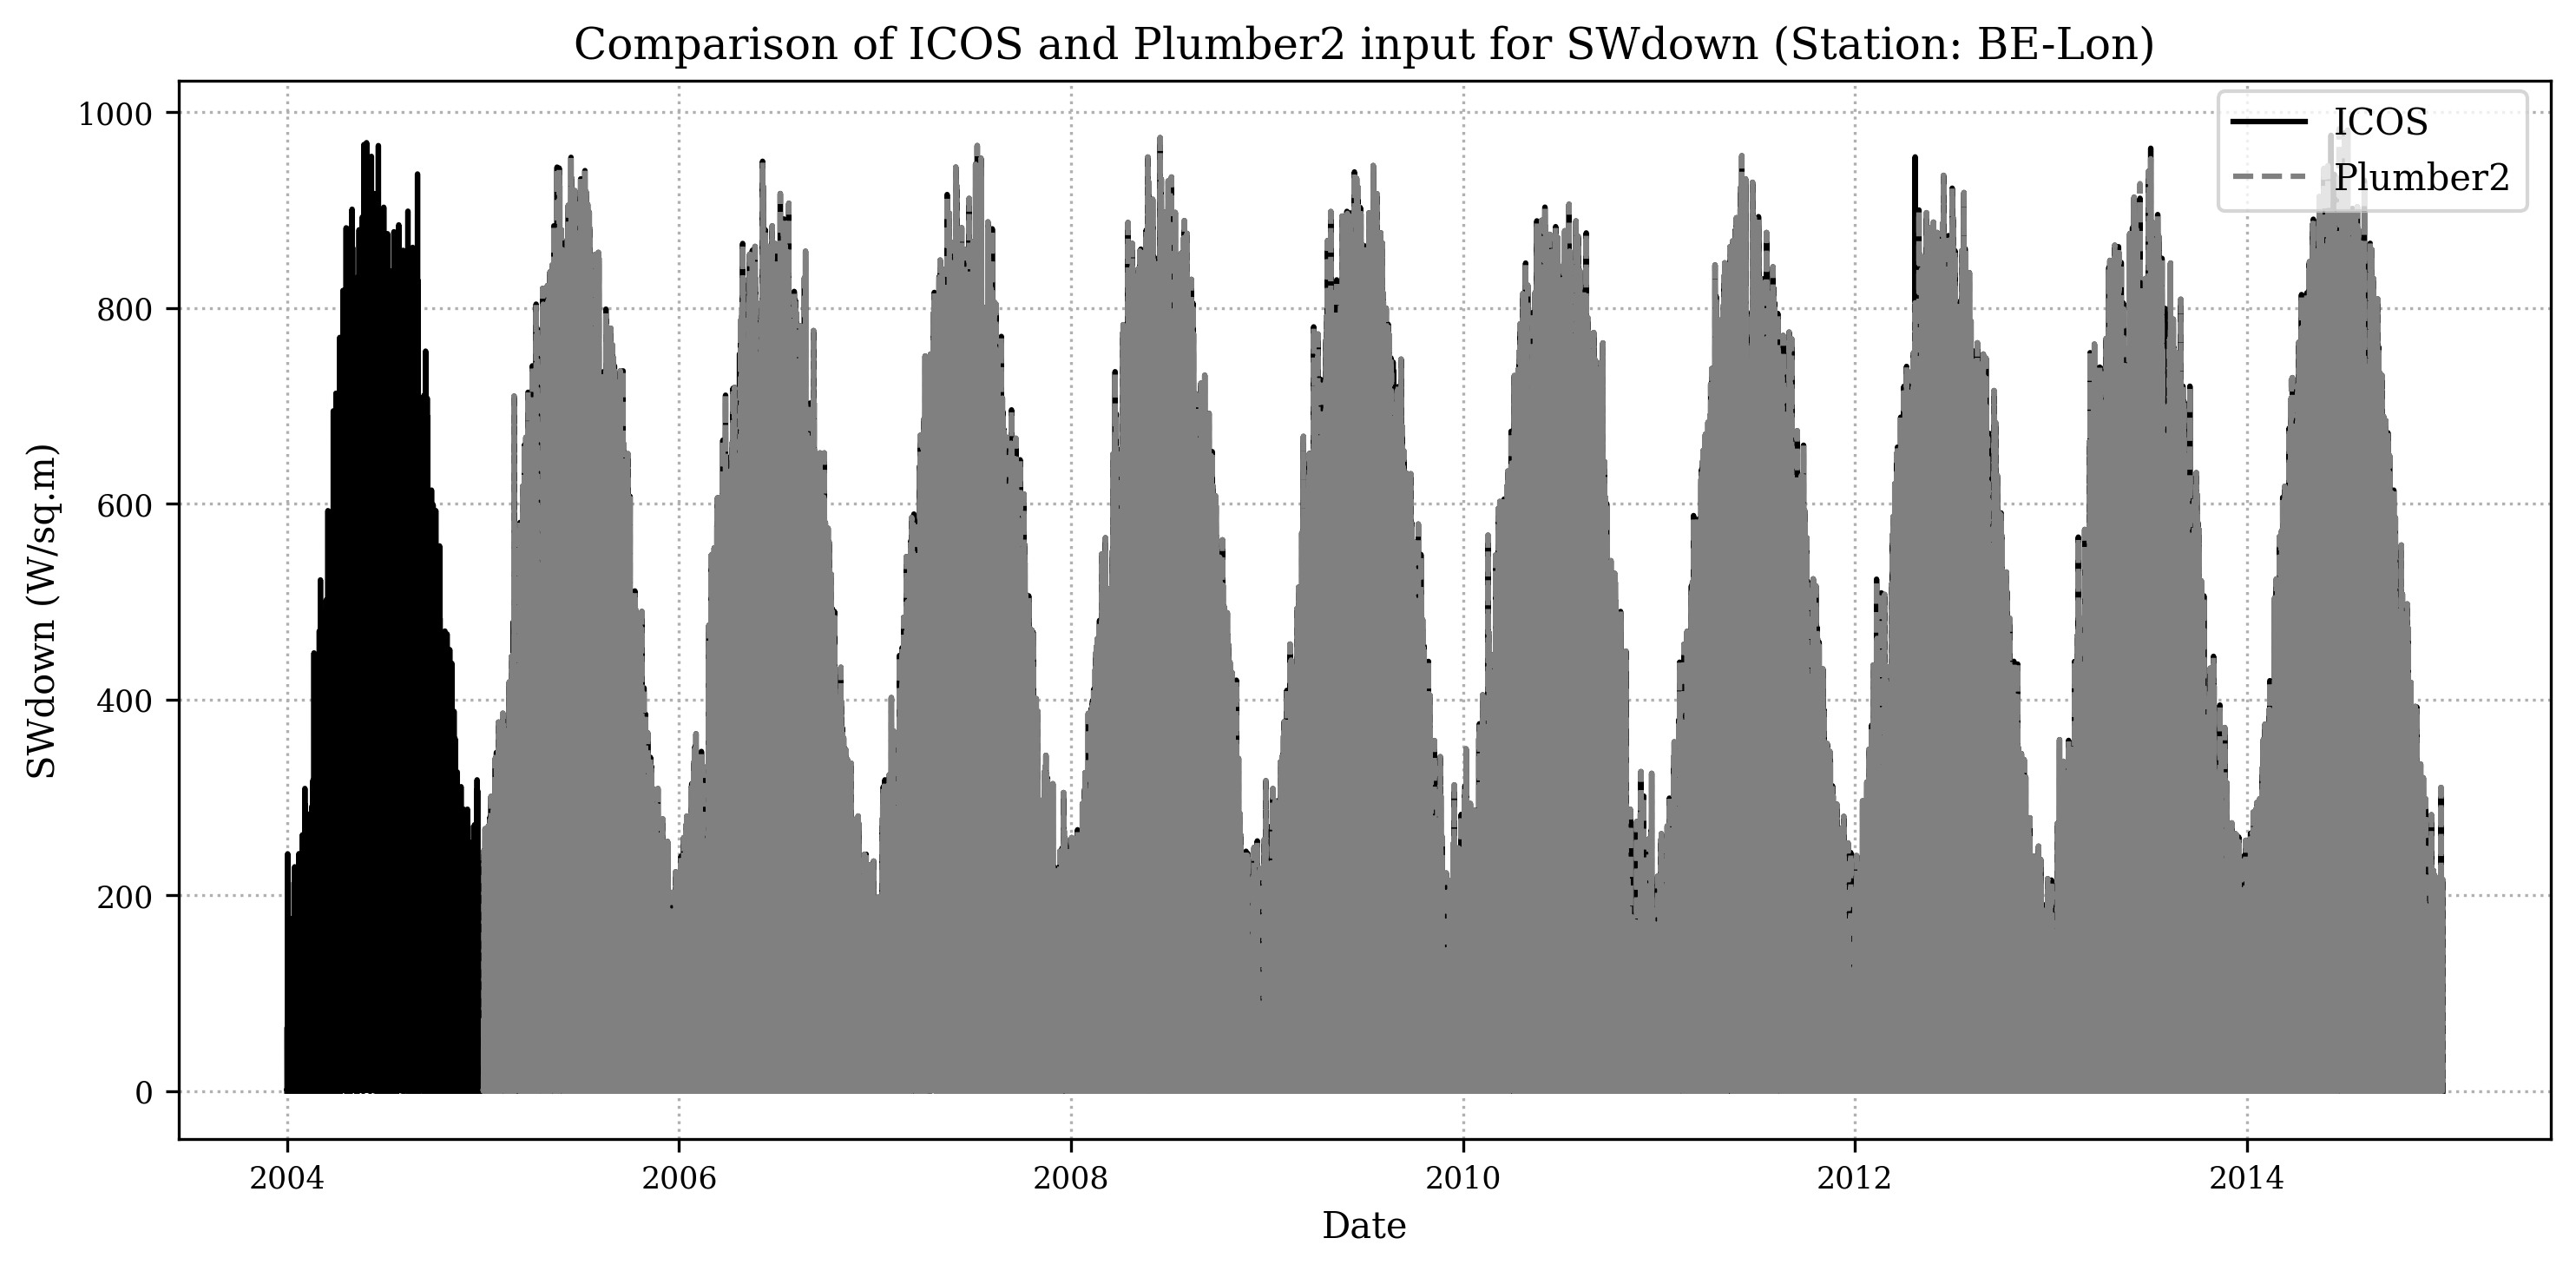 Comparison of ICOS and Plumber2 input for SWdown (Station: BE-Lon)
ICOS
Plumber2
SWdown (W/sq.m)
1000
800
600
400
200
0
2004 2006 2008 2010 2012 2014
Date